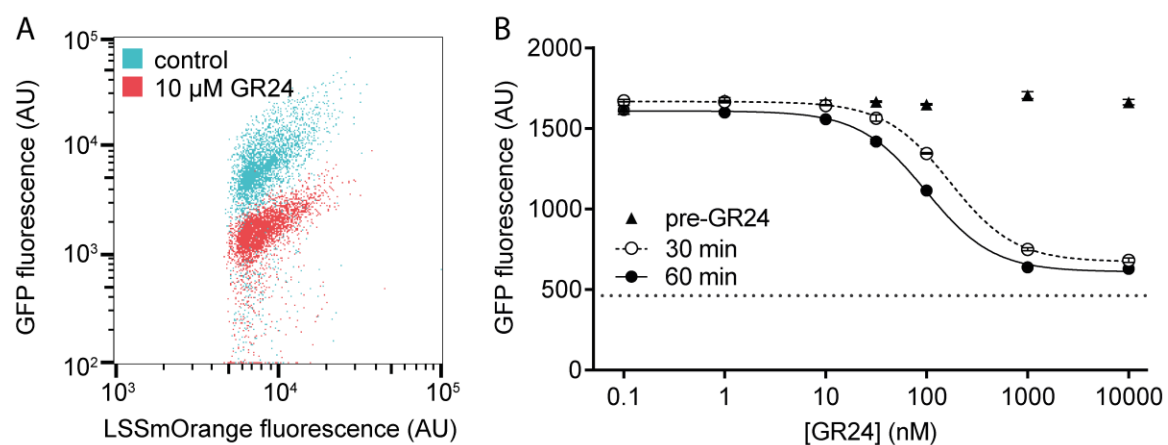 A
GFP fluorescence (AU)
10⁵
10⁴
10³
10²
control
10 µM GR24
10³
10⁴
10⁵
LSSmOrange fluorescence (AU)
B
GFP fluorescence (AU)
2000
1500
1000
500
0
pre-GR24
30 min
60 min
0.1
1
10
100
1000
10000
[GR24] (nM)